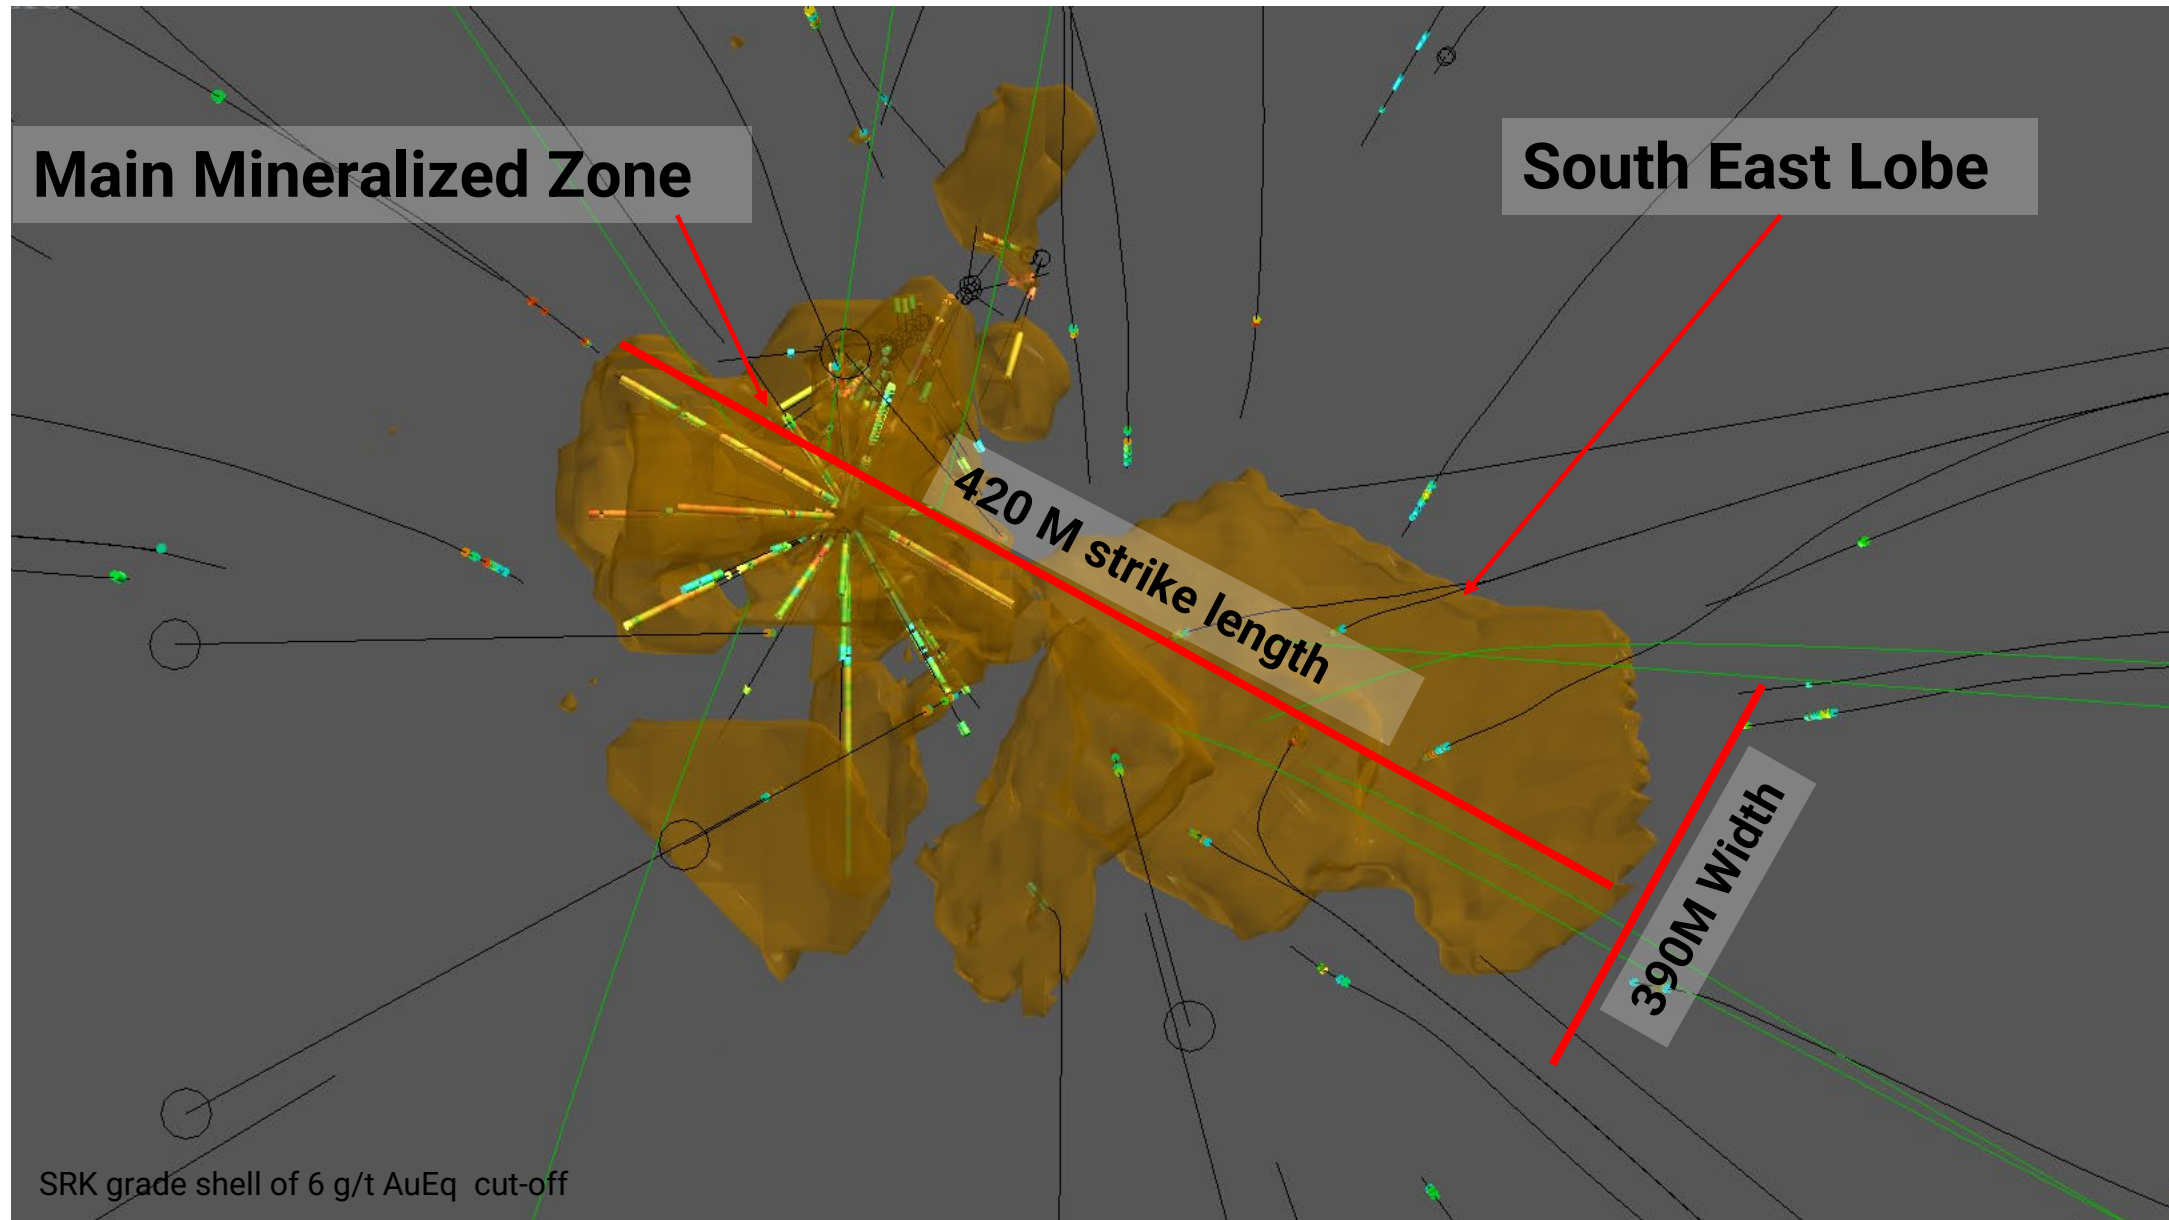 Main Mineralized Zone
South East Lobe
420 M strike length
390M Width
SRK grade shell of 6 g/t AuEq cut-off